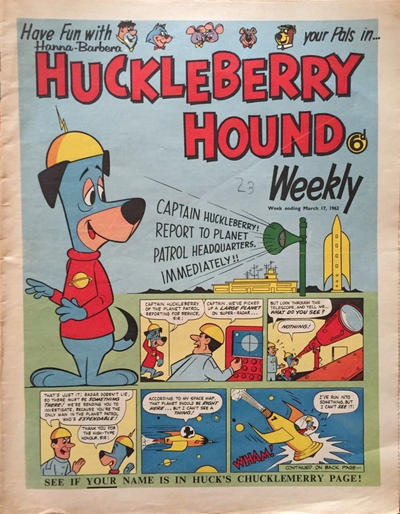 Have Fun with
your Pals in...
Hanna-Barbera
HUCKLEBERRY
HOUND
6D
Weekly
Week ending March 17, 1962
23
CAPTAIN HUCKLEBERRY!
REPORT TO PLANET
PATROL HEADQUARTERS,
IMMEDIATELY!!
CAPTAIN HUCKLEBERRY
OF THE PLANET PATROL
REPORTING FOR SERVICE,
SIR!
CAPTAIN, WE'VE PICKED
UP A LARGE PLANET
ON SUPER-RADAR...
BUT LOOK THROUGH THE
TELESCOPE, AND TELL ME...
WHAT DO YOU SEE?
NOTHING!
THAT'S JUST IT! RADAR DOESN'T LIE,
SO THERE MUST BE SOMETHING
THERE! WE'RE SENDING YOU TO
INVESTIGATE, BECAUSE YOU'RE THE
ONLY MAN IN THE PLANET PATROL
WHO'S EXPENDABLE!
THANK YOU
FOR THE
HIGH-TYPE
HONOUR, SIR!
ACCORDING TO MY SPACE MAP,
THAT PLANET SHOULD BE RIGHT
HERE.... BUT I CAN'T SEE A
THING!
I'VE RUN INTO
SOMETHING, BUT
I CAN'T SEE IT!
WHAM!
CONTINUED ON BACK PAGE—
SEE IF YOUR NAME IS IN HUCK'S CHUCKLEMERRY PAGE!